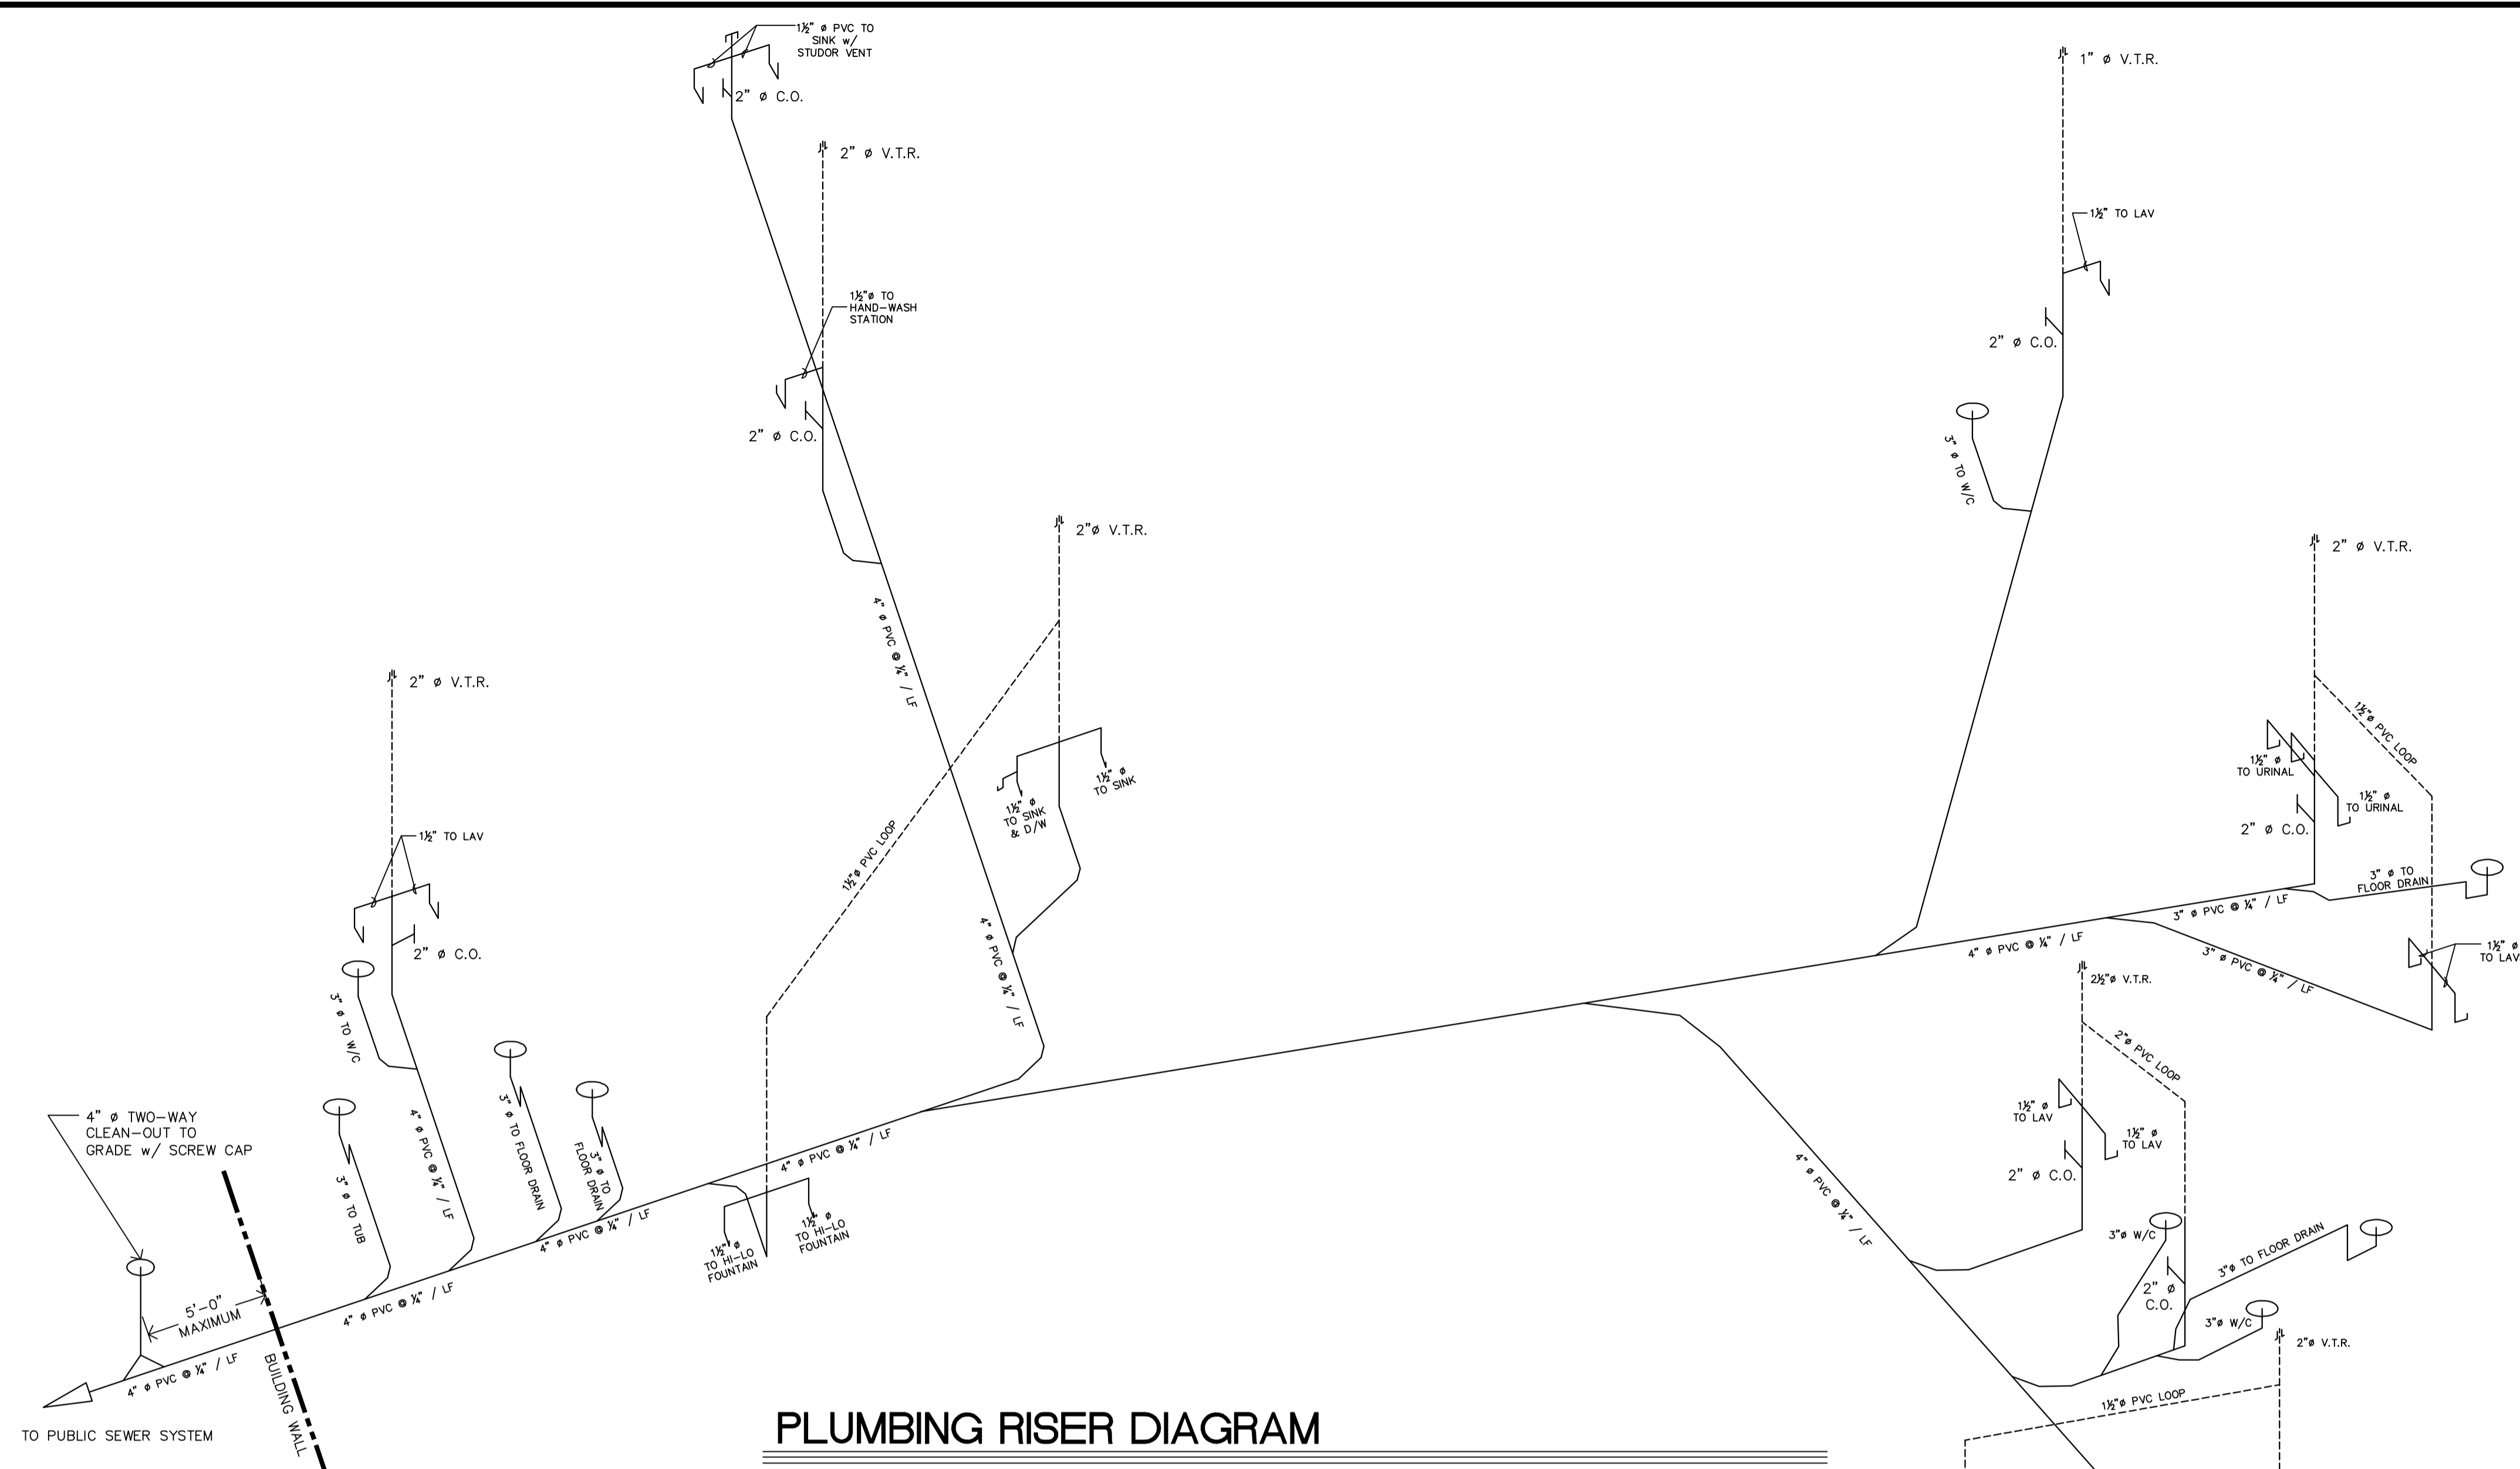 1½" ø PVC TO
SINK w/
STUDOR VENT
2" ø C.O.
2" ø V.T.R.
1½"ø TO
HAND-WASH
STATION
2" ø C.O.
4" ø PVC @ ¼" / LF
1" ø V.T.R.
1½" TO LAV
2" ø C.O.
3" ø TO W/C
2"ø V.T.R.
1½"ø PVC LOOP
1½" ø
TO SINK
& D/W
1½" ø
TO SINK
4" ø PVC @ ¼" / LF
2" ø V.T.R.
1½"ø PVC LOOP
1½" ø
TO URINAL
1½" ø
TO URINAL
2" ø C.O.
3" ø TO
FLOOR DRAIN
3" ø PVC @ ¼" / LF
4" ø PVC @ ¼" / LF
3" ø PVC @ ¼" / LF
1½" ø
TO LAV
2" ø V.T.R.
1½" TO LAV
2" ø C.O.
3" ø TO W/C
4" ø PVC @ ¼" / LF
3" ø TO TUB
3" ø TO FLOOR DRAIN
3" ø TO
FLOOR DRAIN
4" ø TWO-WAY
CLEAN-OUT TO
GRADE w/ SCREW CAP
5'-0"
MAXIMUM
4" ø PVC @ ¼" / LF
4" ø PVC @ ¼" / LF
4" ø PVC @ ¼" / LF
4" ø PVC @ ¼" / LF
BUILDING WALL
TO PUBLIC SEWER SYSTEM
1½" ø
TO HI-LO
FOUNTAIN
1½" ø
TO HI-LO
FOUNTAIN
2½"ø V.T.R.
2"ø PVC LOOP
1½" ø
TO LAV
1½" ø
TO LAV
2" ø C.O.
4" ø PVC @ ¼" / LF
3"ø W/C
2" ø
C.O.
3"ø TO FLOOR DRAIN
3"ø W/C
2"ø V.T.R.
1½"ø PVC LOOP
PLUMBING RISER DIAGRAM